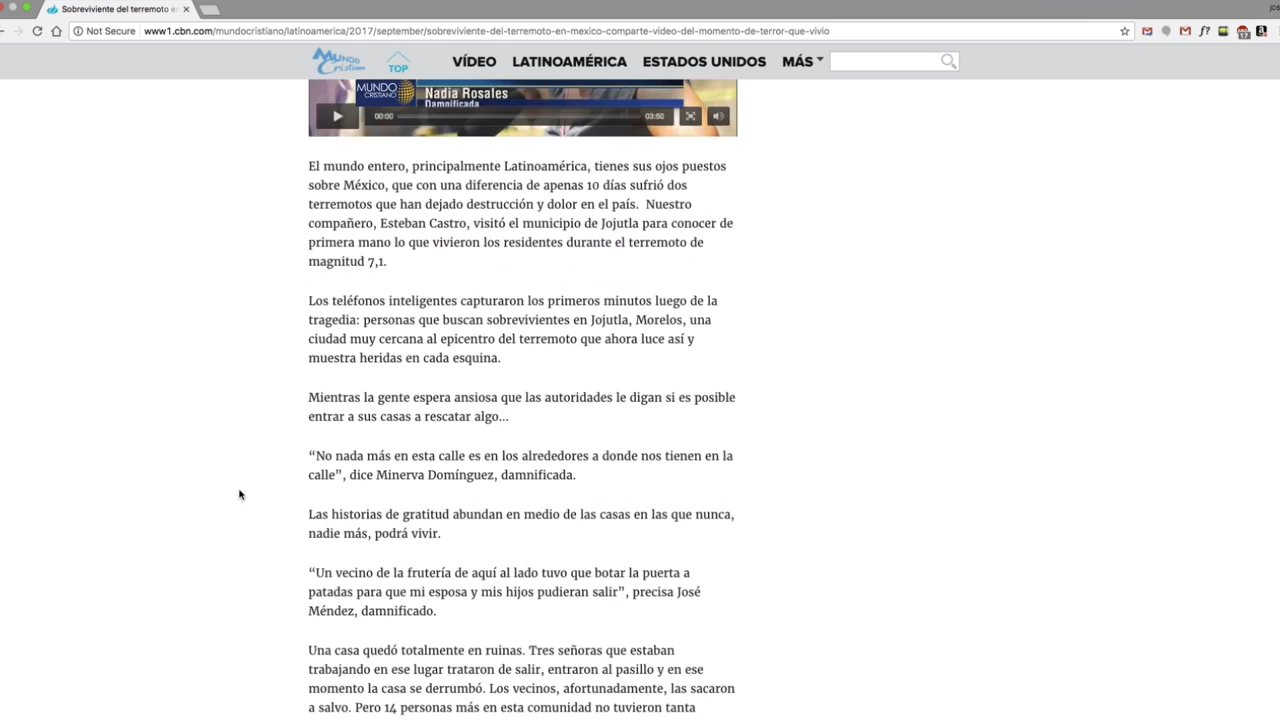 Sobreviviente del terremoto en
jos
Not Secure
www1.cbn.com/mundocristiano/latinoamerica/2017/september/sobreviviente-del-terremoto-en-mexico-comparte-video-del-momento-de-terror-que-vivio
f?
17
a
Mundo
Cristiano
TOP
VÍDEO
LATINOAMÉRICA
ESTADOS UNIDOS
MÁS
MUNDO
CRISTIANO
Nadia Rosales
Damnificada
00:00
03:50
El mundo entero, principalmente Latinoamérica, tienes sus ojos puestos
sobre México, que con una diferencia de apenas 10 días sufrió dos
terremotos que han dejado destrucción y dolor en el país. Nuestro
compañero, Esteban Castro, visitó el municipio de Jojutla para conocer de
primera mano lo que vivieron los residentes durante el terremoto de
magnitud 7,1.
Los teléfonos inteligentes capturaron los primeros minutos luego de la
tragedia: personas que buscan sobrevivientes en Jojutla, Morelos, una
ciudad muy cercana al epicentro del terremoto que ahora luce así y
muestra heridas en cada esquina.
Mientras la gente espera ansiosa que las autoridades le digan si es posible
entrar a sus casas a rescatar algo...
“No nada más en esta calle es en los alrededores a donde nos tienen en la
calle”, dice Minerva Domínguez, damnificada.
Las historias de gratitud abundan en medio de las casas en las que nunca,
nadie más, podrá vivir.
“Un vecino de la frutería de aquí al lado tuvo que botar la puerta a
patadas para que mi esposa y mis hijos pudieran salir”, precisa José
Méndez, damnificado.
Una casa quedó totalmente en ruinas. Tres señoras que estaban
trabajando en ese lugar trataron de salir, entraron al pasillo y en ese
momento la casa se derrumbó. Los vecinos, afortunadamente, las sacaron
a salvo. Pero 14 personas más en esta comunidad no tuvieron tanta